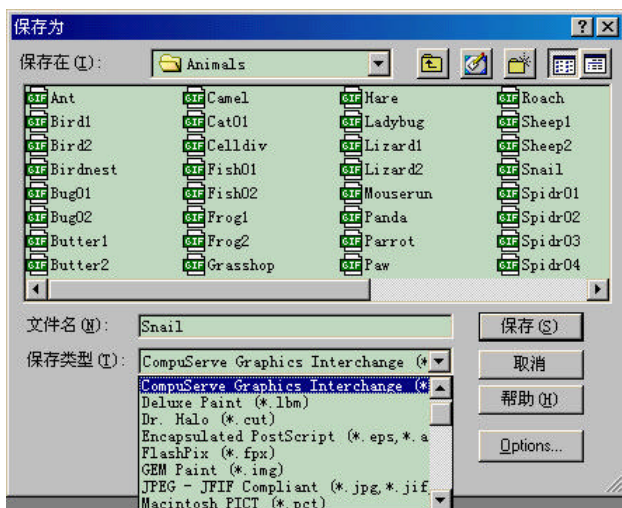 保存为
保存在(I): Animals
Ant Camel Hare Roach
Bird1 Cat01 Ladybug Sheep1
Bird2 Celldiv Lizard1 Sheep2
Birdnest Fish01 Lizard2 Snail
Bug01 Fish02 Mouserun Spidr01
Bug02 Frog1 Panda Spidr02
Butter1 Frog2 Parrot Spidr03
Butter2 Grasshop Paw Spidr04
文件名(N): Snail 保存(S)
保存类型(T): CompuServe Graphics Interchange (* 取消
CompuServe Graphics Interchange (*
Deluxe Paint (*.lbm) 帮助(H)
Dr. Halo (*.cut)
Encapsulated PostScript (*.eps,*.a
FlashPix (*.fpx) Options...
GEM Paint (*.img)
JPEG - JFIF Compliant (*.jpg,*.jif
Macintosh PICT (*.pct)